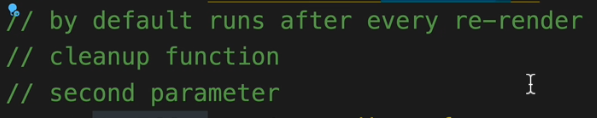 // by default runs after every re-render
// cleanup function
// second parameter